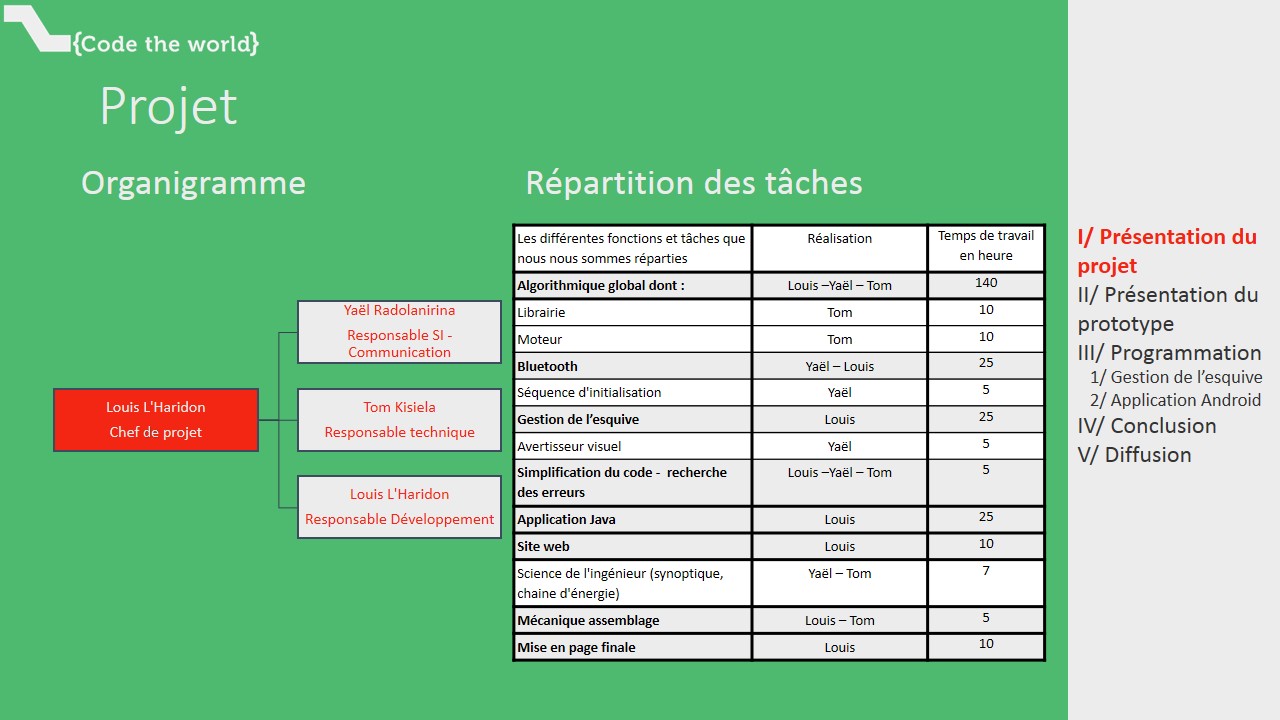 {Code the world}
Projet
Organigramme
Louis L'Haridon
Chef de projet
Yaël Radolanirina
Responsable SI -
Communication
Tom Kisiela
Responsable technique
Louis L'Haridon
Responsable Développement
Répartition des tâches
Les différentes fonctions et tâches que
nous nous sommes réparties
Réalisation
Temps de travail
en heure
Algorithmique global dont :
Louis –Yaël – Tom
140
Librairie
Tom
10
Moteur
Tom
10
Bluetooth
Yaël – Louis
25
Séquence d'initialisation
Yaël
5
Gestion de l’esquive
Louis
25
Avertisseur visuel
Yaël
5
Simplification du code -  recherche
des erreurs
Louis –Yaël – Tom
5
Application Java
Louis
25
Site web
Louis
10
Science de l'ingénieur (synoptique,
chaine d'énergie)
Yaël – Tom
7
Mécanique assemblage
Louis – Tom
5
Mise en page finale
Louis
10
I/ Présentation du
projet
II/ Présentation du
prototype
III/ Programmation
1/ Gestion de l’esquive
2/ Application Android
IV/ Conclusion
V/ Diffusion